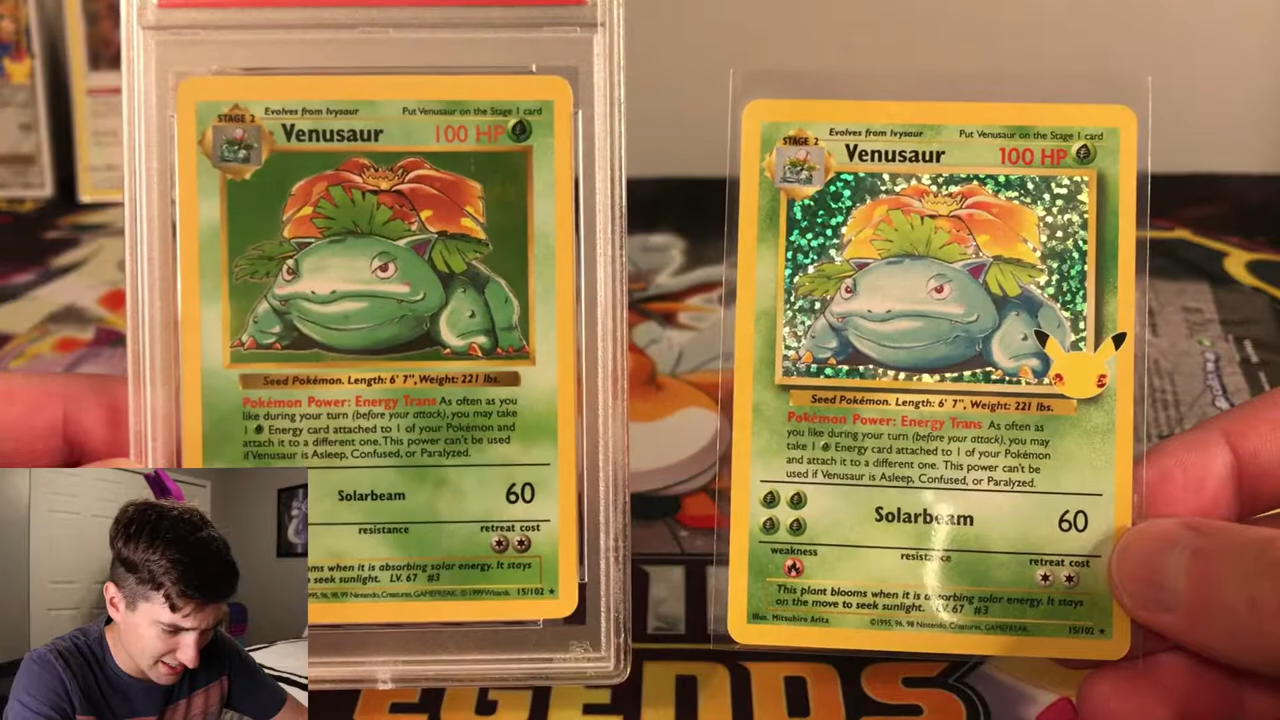 STAGE 2
Evolves from Ivysaur
Put Venusaur on the Stage 1 card
Venusaur
100 HP
Seed Pokémon. Length: 6' 7", Weight: 221 lbs.
Pokémon Power: Energy Trans As often as you
like during your turn (before your attack), you may take
1 Energy card attached to 1 of your Pokémon and
attach it to a different one. This power can't be used
if Venusaur is Asleep, Confused, or Paralyzed.
Solarbeam
60
resistance
retreat cost
when it is absorbing solar energy. It stays
seek sunlight. LV. 67 #3
95, 96, 98 Nintendo, Creatures, GAMEFREAK. © 1999 Wizards.
15/102 ★
STAGE 2
Evolves from Ivysaur
Put Venusaur on the Stage 1 card
Venusaur
100 HP
Seed Pokémon. Length: 6' 7", Weight: 221 lbs.
Pokémon Power: Energy Trans As often as
you like during your turn (before your attack), you may
take 1 Energy card attached to 1 of your Pokémon
and attach it to a different one. This power can't be
used if Venusaur is Asleep, Confused, or Paralyzed.
Solarbeam
60
weakness
resistance
retreat cost
This plant blooms when it is absorbing solar energy. It stays
on the move to seek sunlight. LV. 67 #3
Illus. Mitsuhiro Arita
©1995, 96, 98 Nintendo, Creatures, GAMEFREAK.
15/102 ★
EGENDS